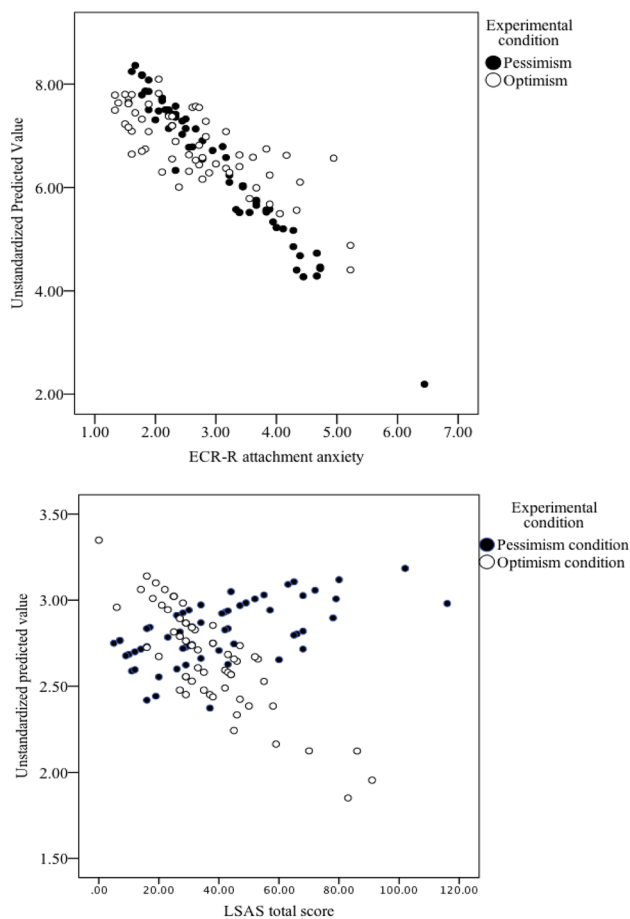 Experimental
condition
Pessimism
Optimism
Unstandardized Predicted Value
8.00
6.00
4.00
2.00
1.00 2.00 3.00 4.00 5.00 6.00 7.00
ECR-R attachment anxiety
Experimental
condition
Pessimism condition
Optimism condition
Unstandardized predicted value
3.50
3.00
2.50
2.00
1.50
.00 20.00 40.00 60.00 80.00 100.00 120.00
LSAS total score